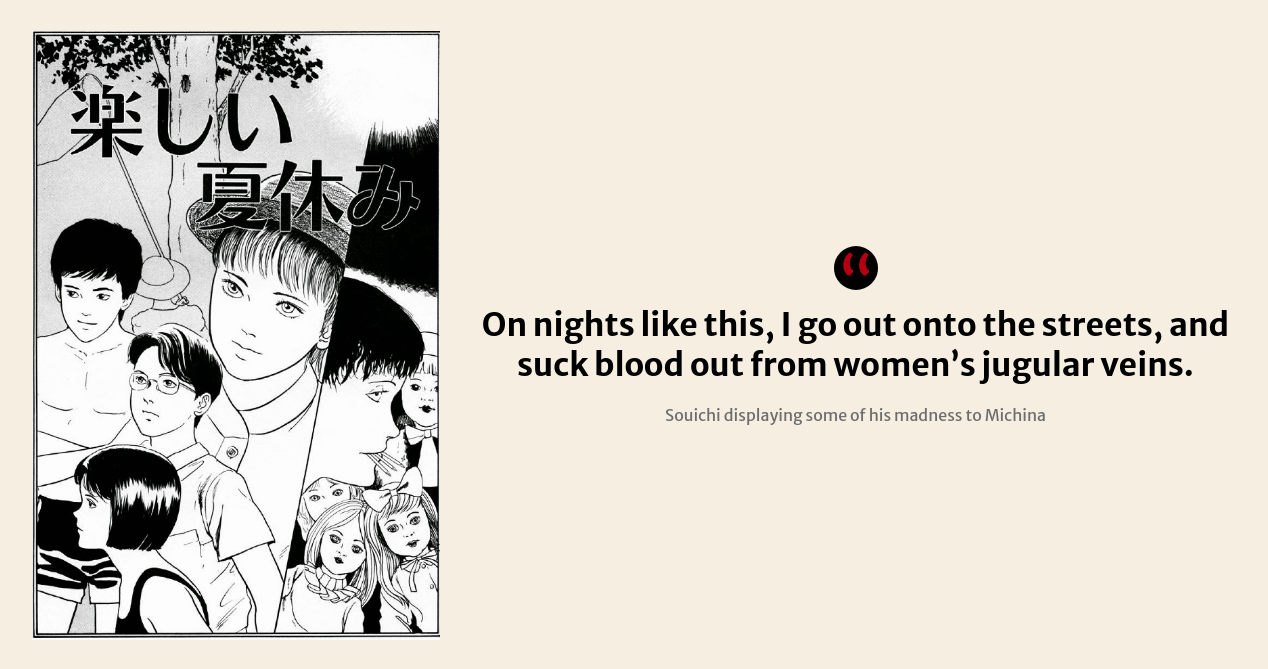 楽しい
夏休み
“
On nights like this, I go out onto the streets, and
suck blood out from women’s jugular veins.
Souichi displaying some of his madness to Michina